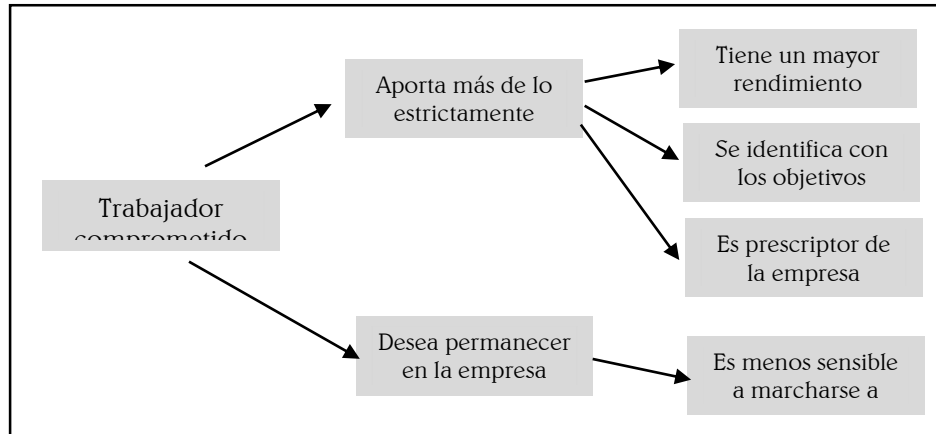 Trabajador
comprometido
Aporta más de lo
estrictamente
Tiene un mayor
rendimiento
Se identifica con
los objetivos
Es prescriptor de
la empresa
Desea permanecer
en la empresa
Es menos sensible
a marcharse a